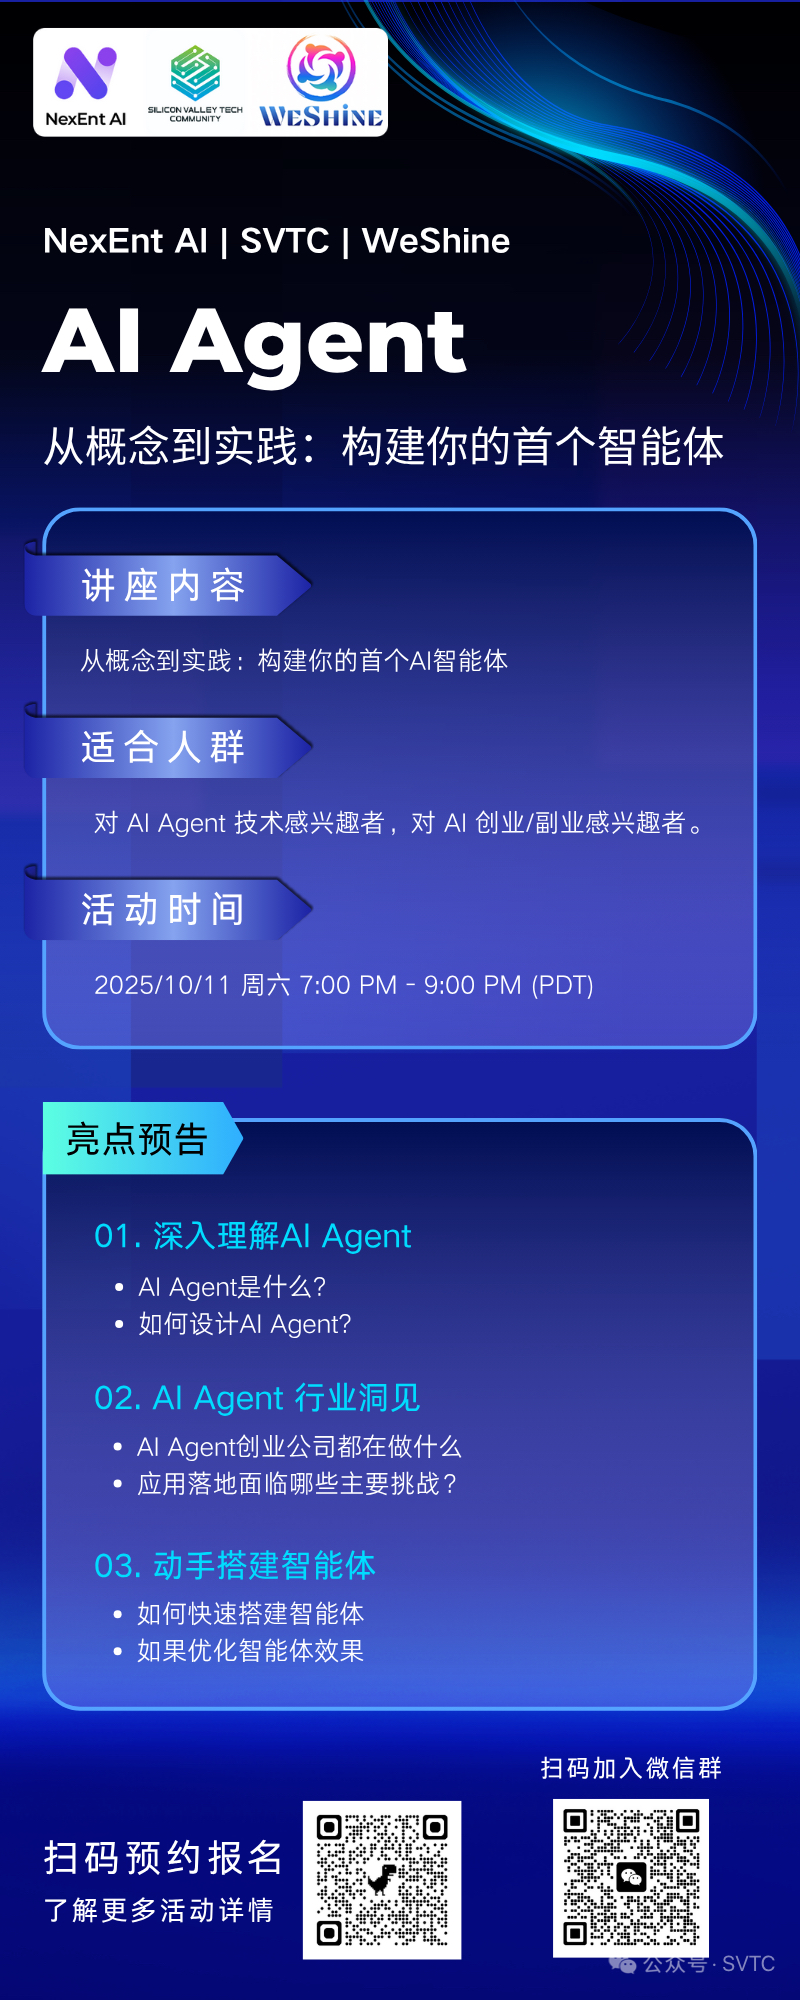 NexEnt AI
SILICON VALLEY TECH
COMMUNITY
WESHINE
NexEnt AI | SVTC | WeShine
AI Agent
从概念到实践：构建你的首个智能体
讲座内容
从概念到实践：构建你的首个AI智能体
适合人群
对 AI Agent 技术感兴趣者，对 AI 创业/副业感兴趣者。
活动时间
2025/10/11 周六 7:00 PM - 9:00 PM (PDT)
亮点预告
01. 深入理解AI Agent
• AI Agent是什么?
• 如何设计AI Agent?
02. AI Agent 行业洞见
• AI Agent创业公司都在做什么
• 应用落地面临哪些主要挑战？
03. 动手搭建智能体
• 如何快速搭建智能体
• 如果优化智能体效果
扫码加入微信群
扫码预约报名
了解更多活动详情
公众号·SVTC